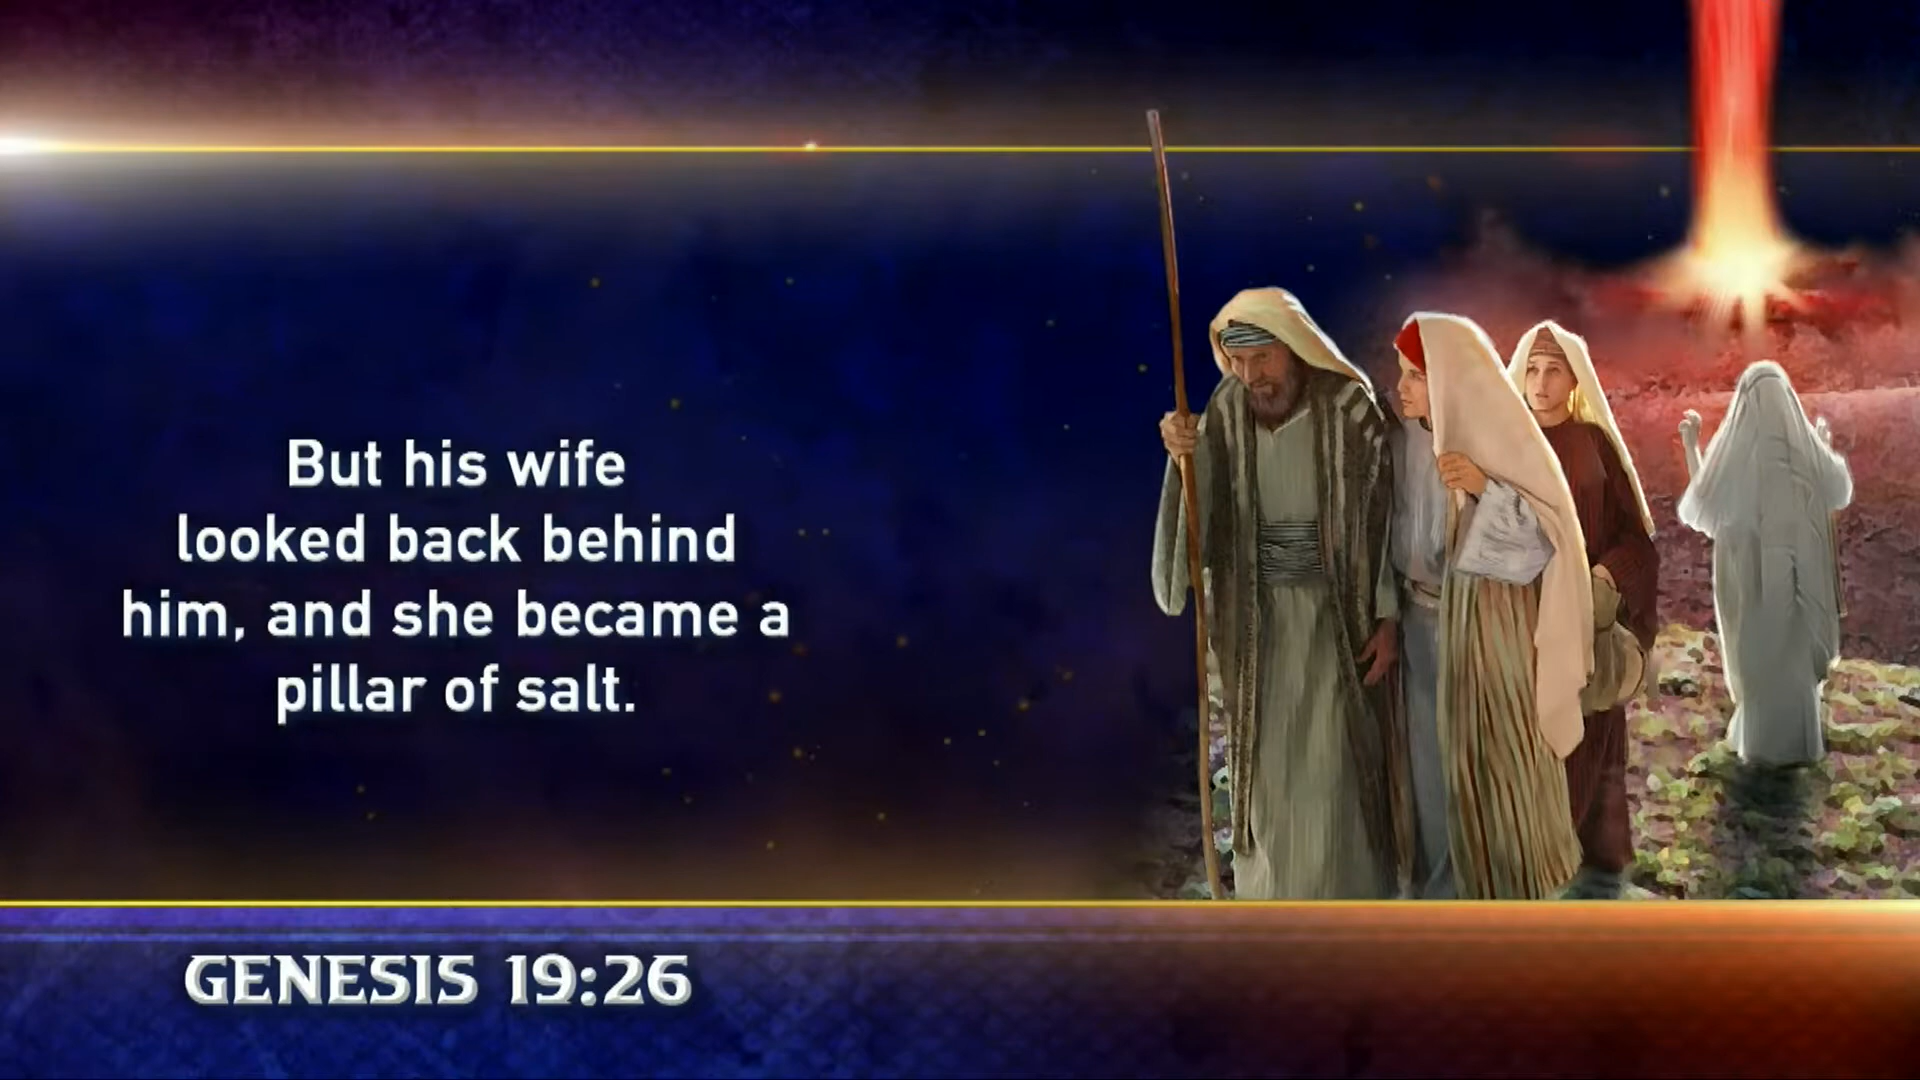 But his wife
looked back behind
him, and she became a
pillar of salt.
GENESIS 19:26